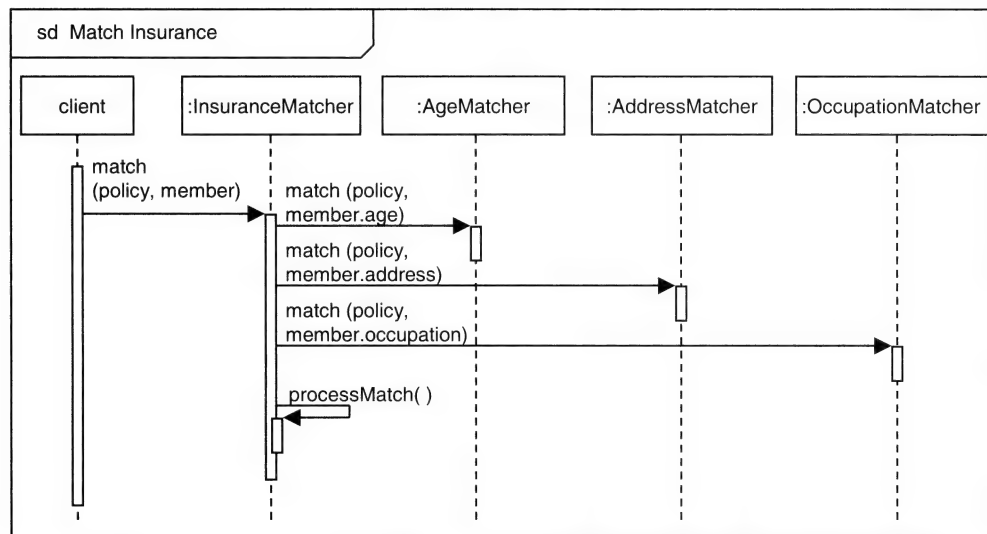 sd Match Insurance
client
:InsuranceMatcher
:AgeMatcher
:AddressMatcher
:OccupationMatcher
match
(policy, member)
match (policy,
member.age)
match (policy,
member.address)
match (policy,
member.occupation)
processMatch( )